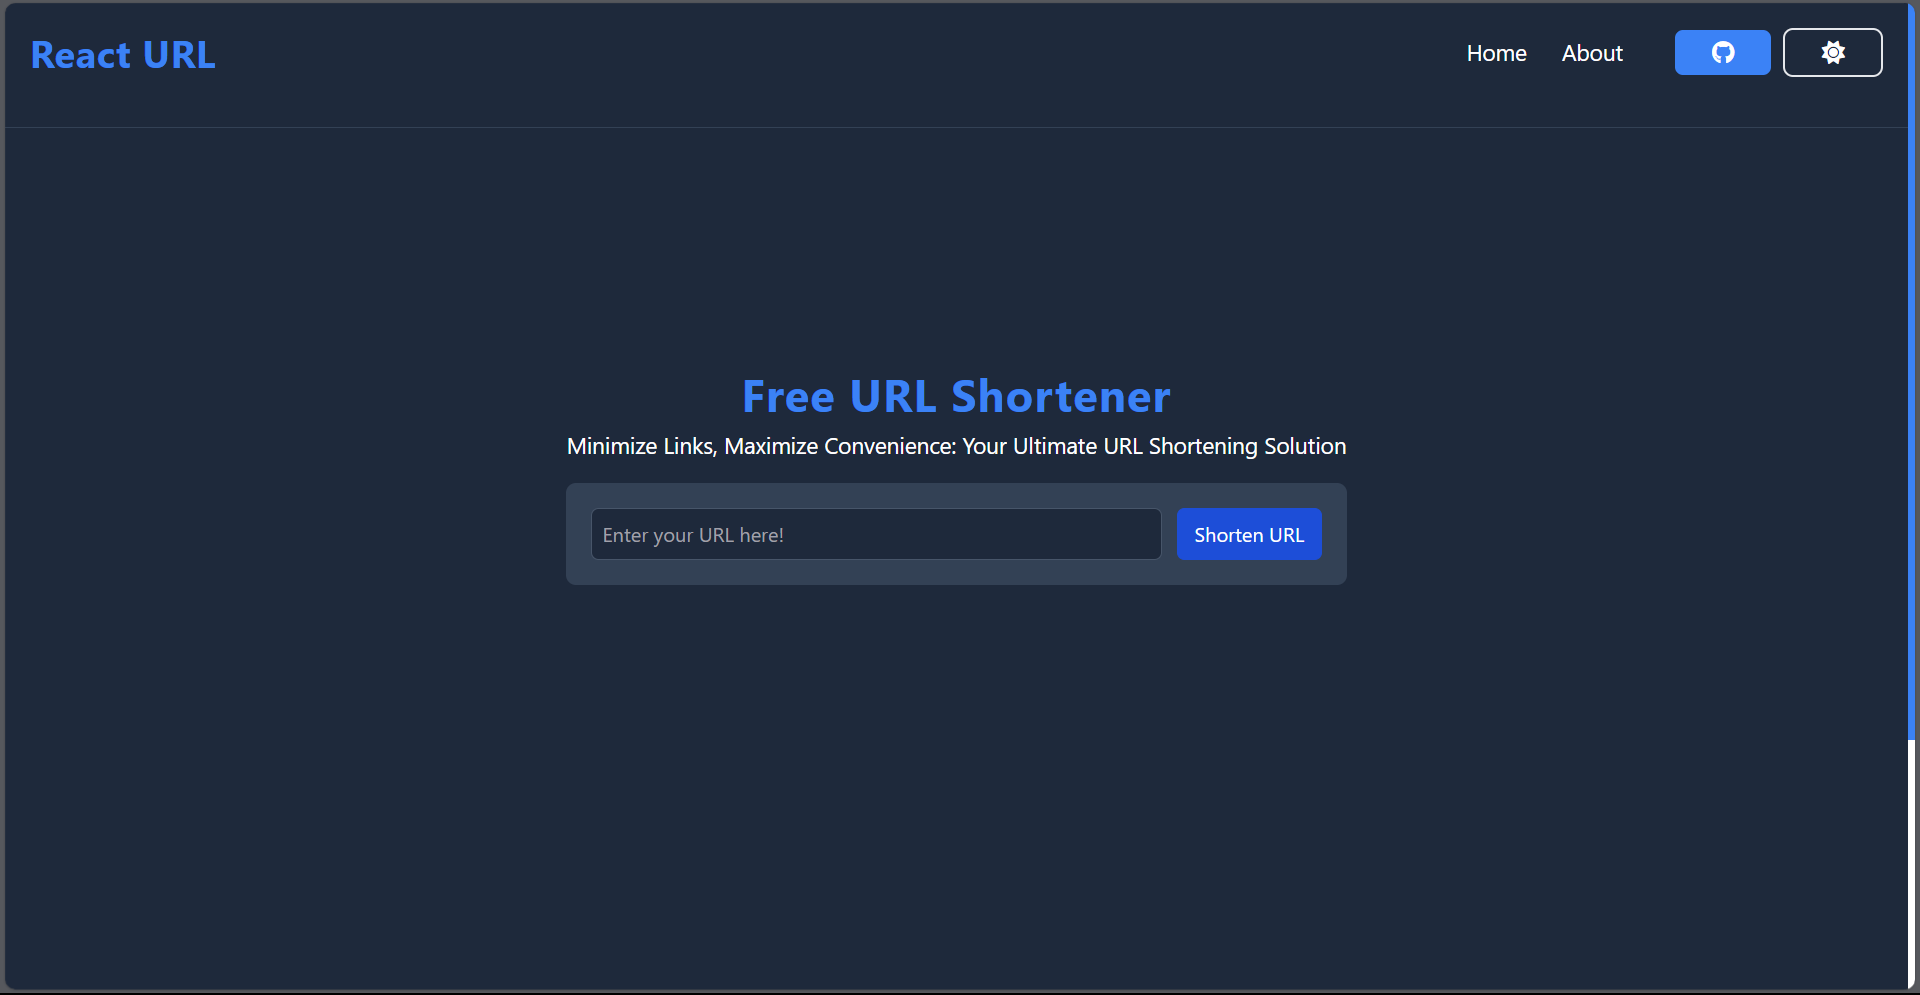 React URL
Home
About
Free URL Shortener
Minimize Links, Maximize Convenience: Your Ultimate URL Shortening Solution
Enter your URL here!
Shorten URL